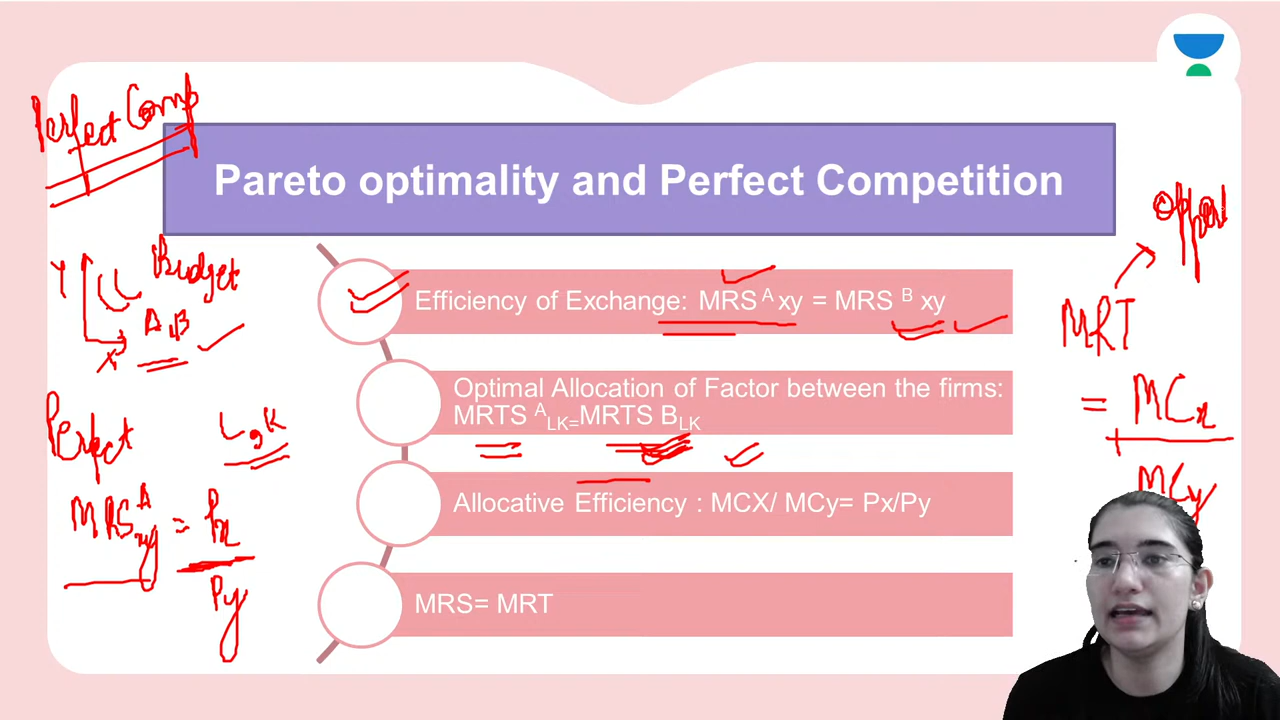 Perfect Comp
Pareto optimality and Perfect Competition
Y
Budget
A, B
X
Efficiency of Exchange: MRS A xy = MRS B xy
Optimal Allocation of Factor between the firms:
MRTS A LK=MRTS B LK
Allocative Efficiency : MCX/ MCy= Px/Py
MRS= MRT
Perfect
L, K
MRS A xy = Px
Py
oppor
MRT
= MCx
MCy